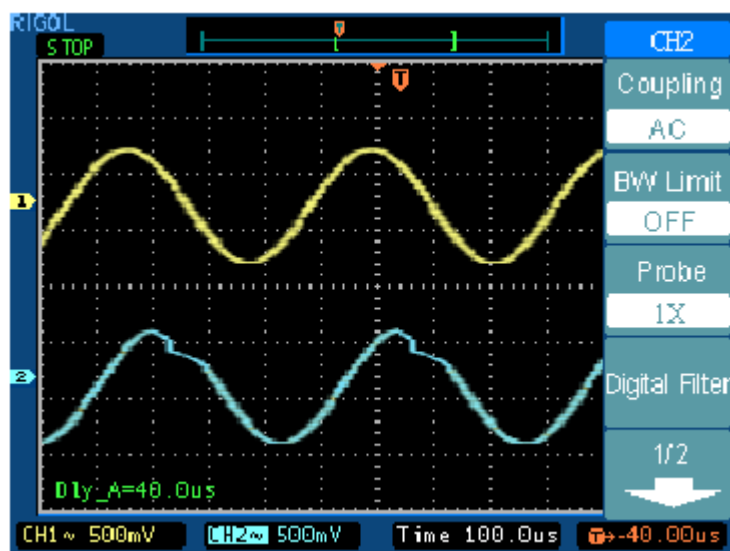 RIGOL
STOP
T
CH2
T
Coupling
AC
BW Limit
1
OFF
Probe
1X
2
Digital Filter
1/2
Dly_A=40.0us
CH1~ 500mV CH2~ 500mV Time 100.0us T→-40.00us